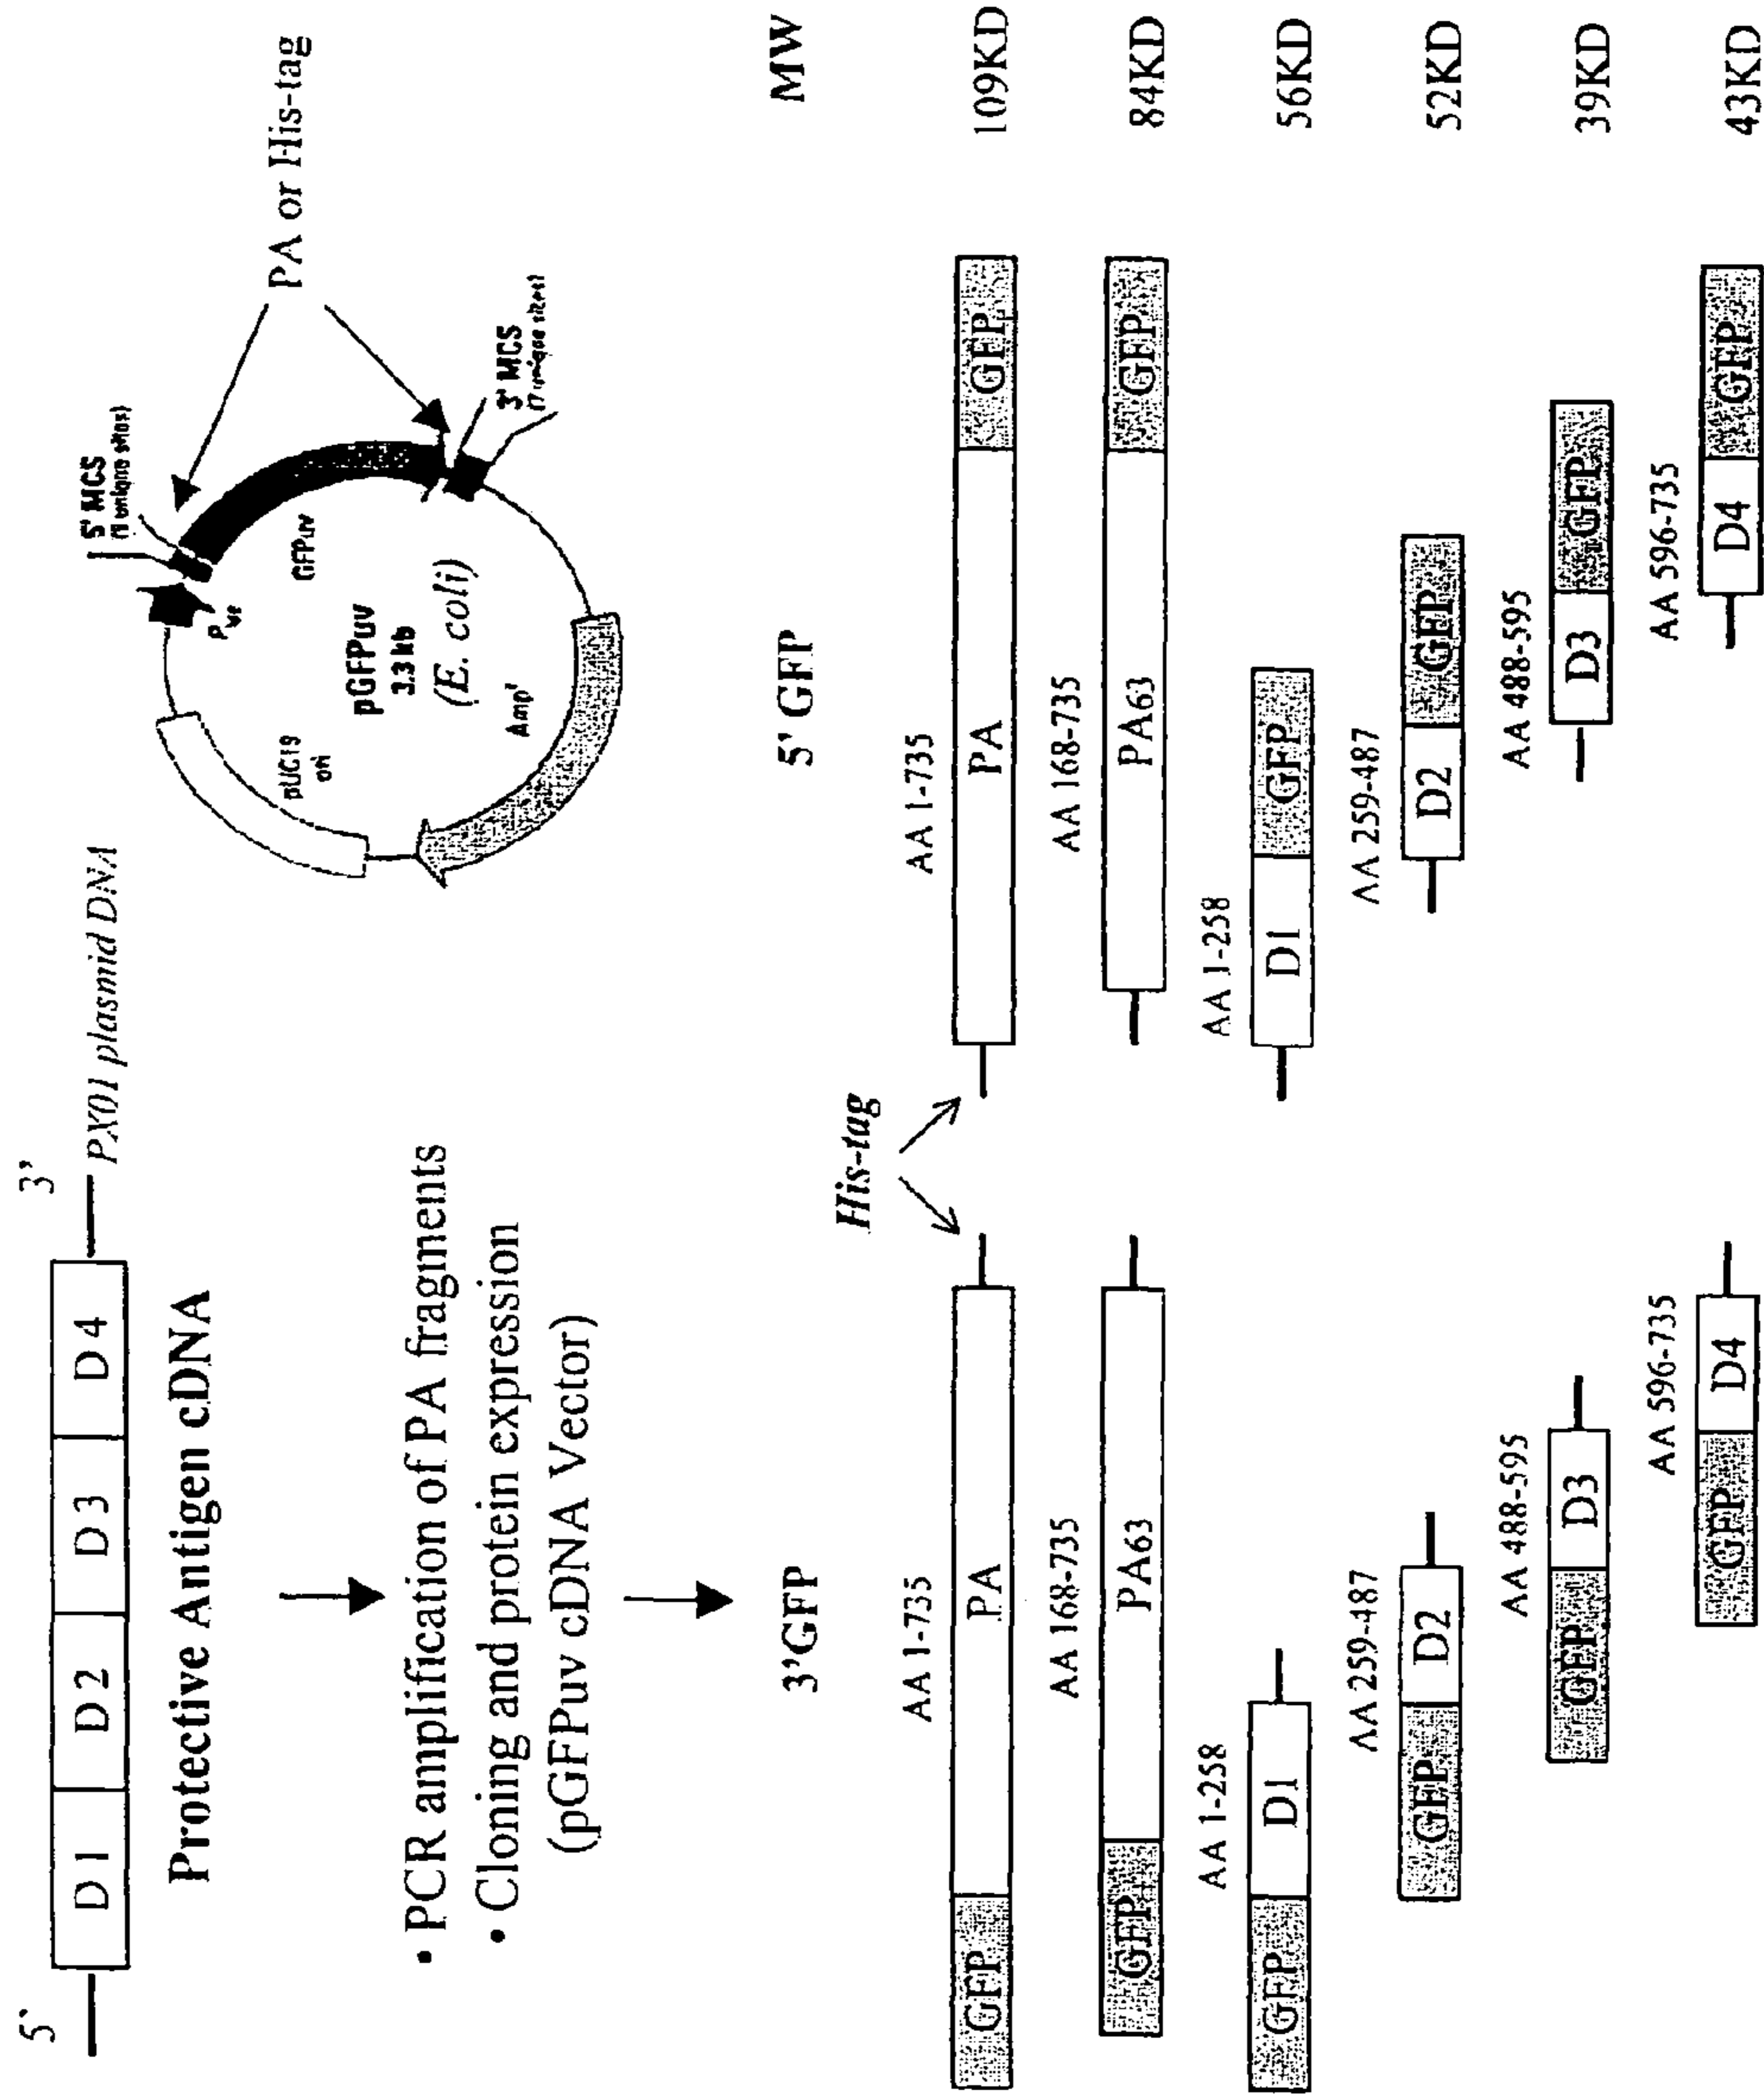 5` 3'
D1 D2 D3 D4
PX01 plasmid DNA
Protective Antigen cDNA
• PCR amplification of PA fragments
• Cloning and protein expression
(pGFPuv cDNA Vector)
5' MCS
PA or His-tag
GFPuv
3' MCS
pUC19
ori
pGFPuv
3.3 kb
(E. coli)
Amp r
3'GFP 5' GFP MW
His-tag
AA 1-735 AA 1-735
GFP PA PA GFP 109KD
AA 168-735 AA 168-735
GFP PA63 PA63 GFP 84KD
AA 1-258 AA 1-258
GFP D1 D1 GFP 56KD
AA 259-487 AA 259-487
GFP D2 D2 GFP 52KD
AA 488-595 AA 488-595
GFP D3 D3 GFP 39KD
AA 596-735 AA 596-735
GFP D4 D4 GFP 43KD